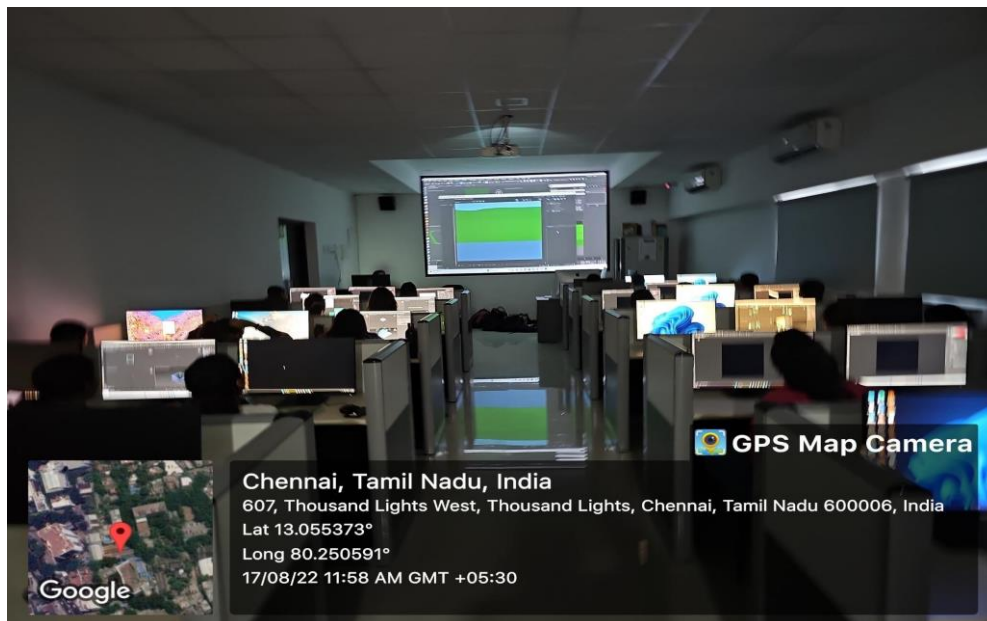 GPS Map Camera
Chennai, Tamil Nadu, India
607, Thousand Lights West, Thousand Lights, Chennai, Tamil Nadu 600006, India
Lat 13.055373°
Long 80.250591°
17/08/22 11:58 AM GMT +05:30
Google